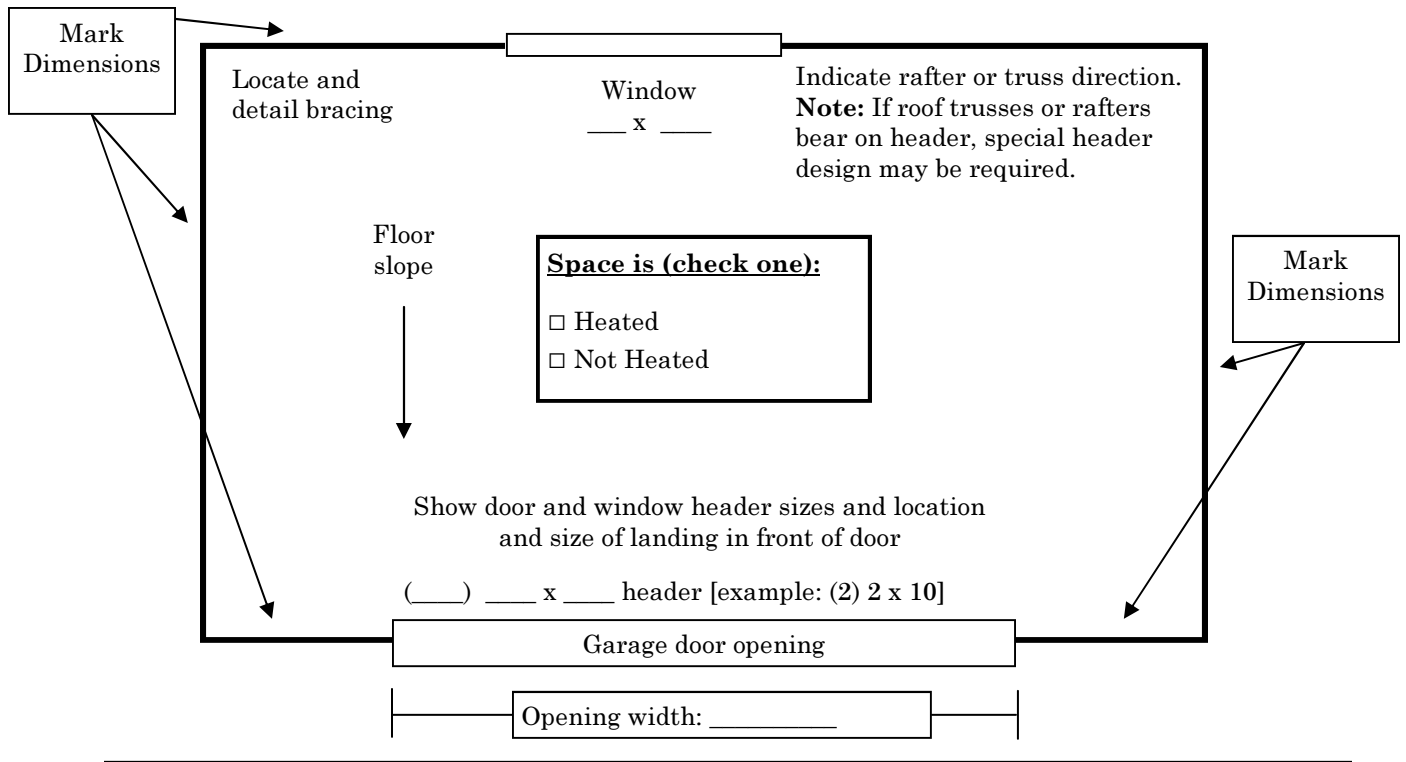 Mark
Dimensions
Locate and
detail bracing
Window
___ x ____
Indicate rafter or truss direction.
Note: If roof trusses or rafters
bear on header, special header
design may be required.
Floor
slope
Space is (check one):
☐ Heated
☐ Not Heated
Mark
Dimensions
Show door and window header sizes and location
and size of landing in front of door
(____) ____ x ____ header [example: (2) 2 x 10]
Garage door opening
Opening width: __________